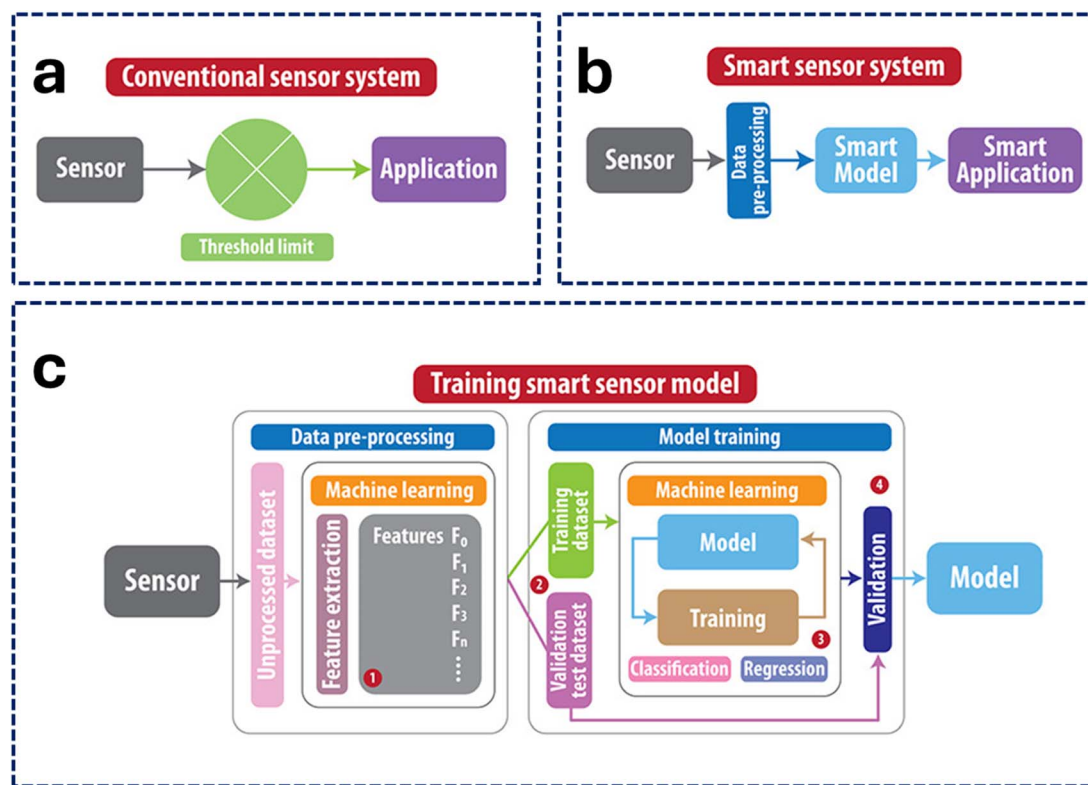 a
Conventional sensor system
Sensor
Application
Threshold limit
b
Smart sensor system
Sensor
Data
pre-processing
Smart
Model
Smart
Application
c
Training smart sensor model
Sensor
Data pre-processing
Unprocessed dataset
Machine learning
Feature extraction
Features F0
F1
F2
F3
Fn
⋮
1
2
Model training
Training
dataset
Validation
test dataset
Machine learning
Model
Training
3
Classification
Regression
4
Validation
Model